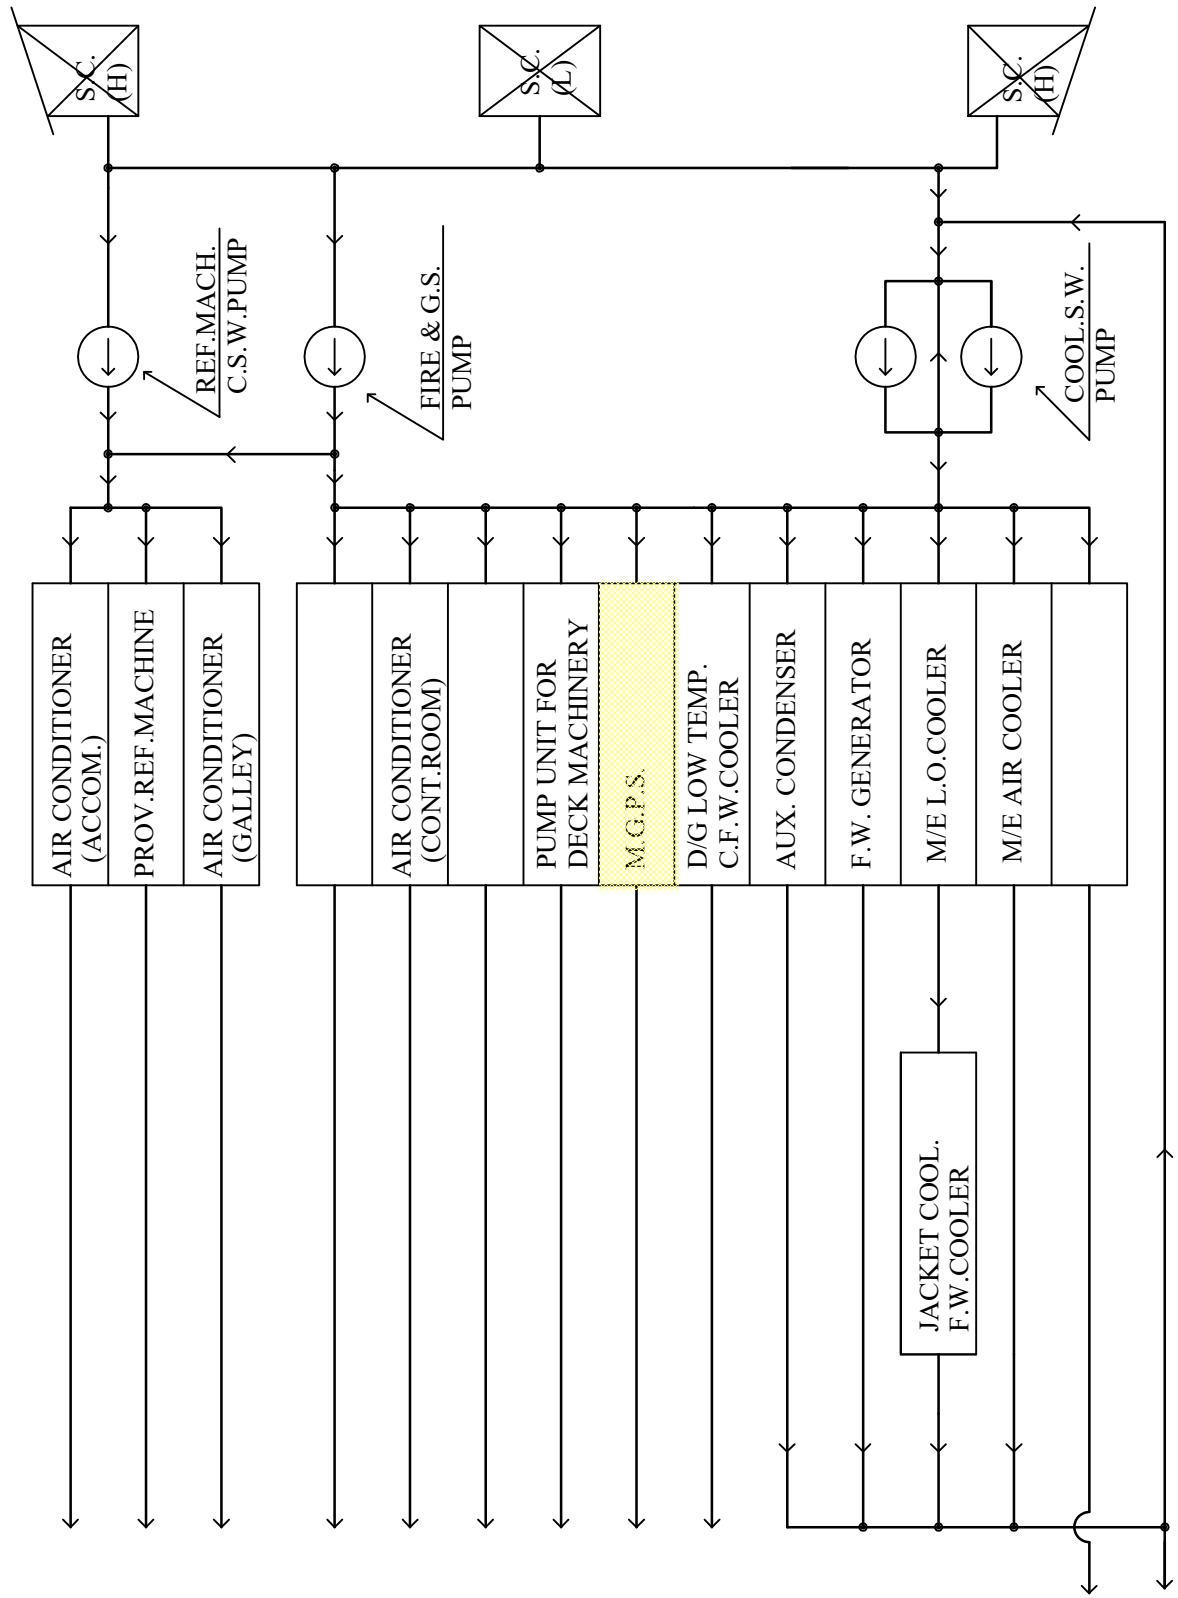 S.C.
(H)
S.C.
(L)
S.C.
(H)
REF.MACH.
C.S.W.PUMP
FIRE & G.S.
PUMP
COOL.S.W.
PUMP
AIR CONDITIONER
(ACCOM.)
PROV.REF.MACHINE
AIR CONDITIONER
(GALLEY)
AIR CONDITIONER
(CONT.ROOM)
PUMP UNIT FOR
DECK MACHINERY
M.G.P.S.
D/G LOW TEMP.
C.F.W.COOLER
AUX. CONDENSER
F.W. GENERATOR
M/E L.O.COOLER
M/E AIR COOLER
JACKET COOL.
F.W.COOLER